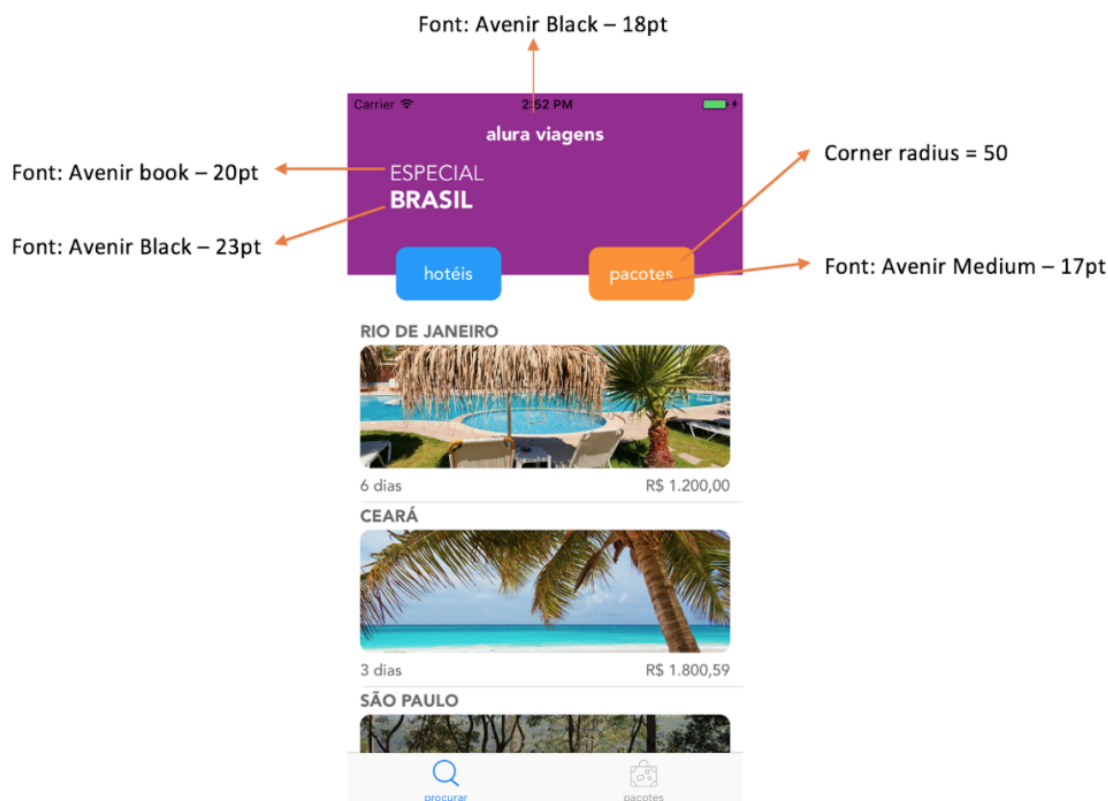 Font: Avenir Black – 18pt
Carrier 2:52 PM
alura viagens
Font: Avenir book – 20pt
ESPECIAL
BRASIL
Font: Avenir Black – 23pt
Corner radius = 50
hotéis
pacotes
Font: Avenir Medium – 17pt
RIO DE JANEIRO
6 dias R$ 1.200,00
CEARÁ
3 dias R$ 1.800,59
SÃO PAULO
procurar pacotes